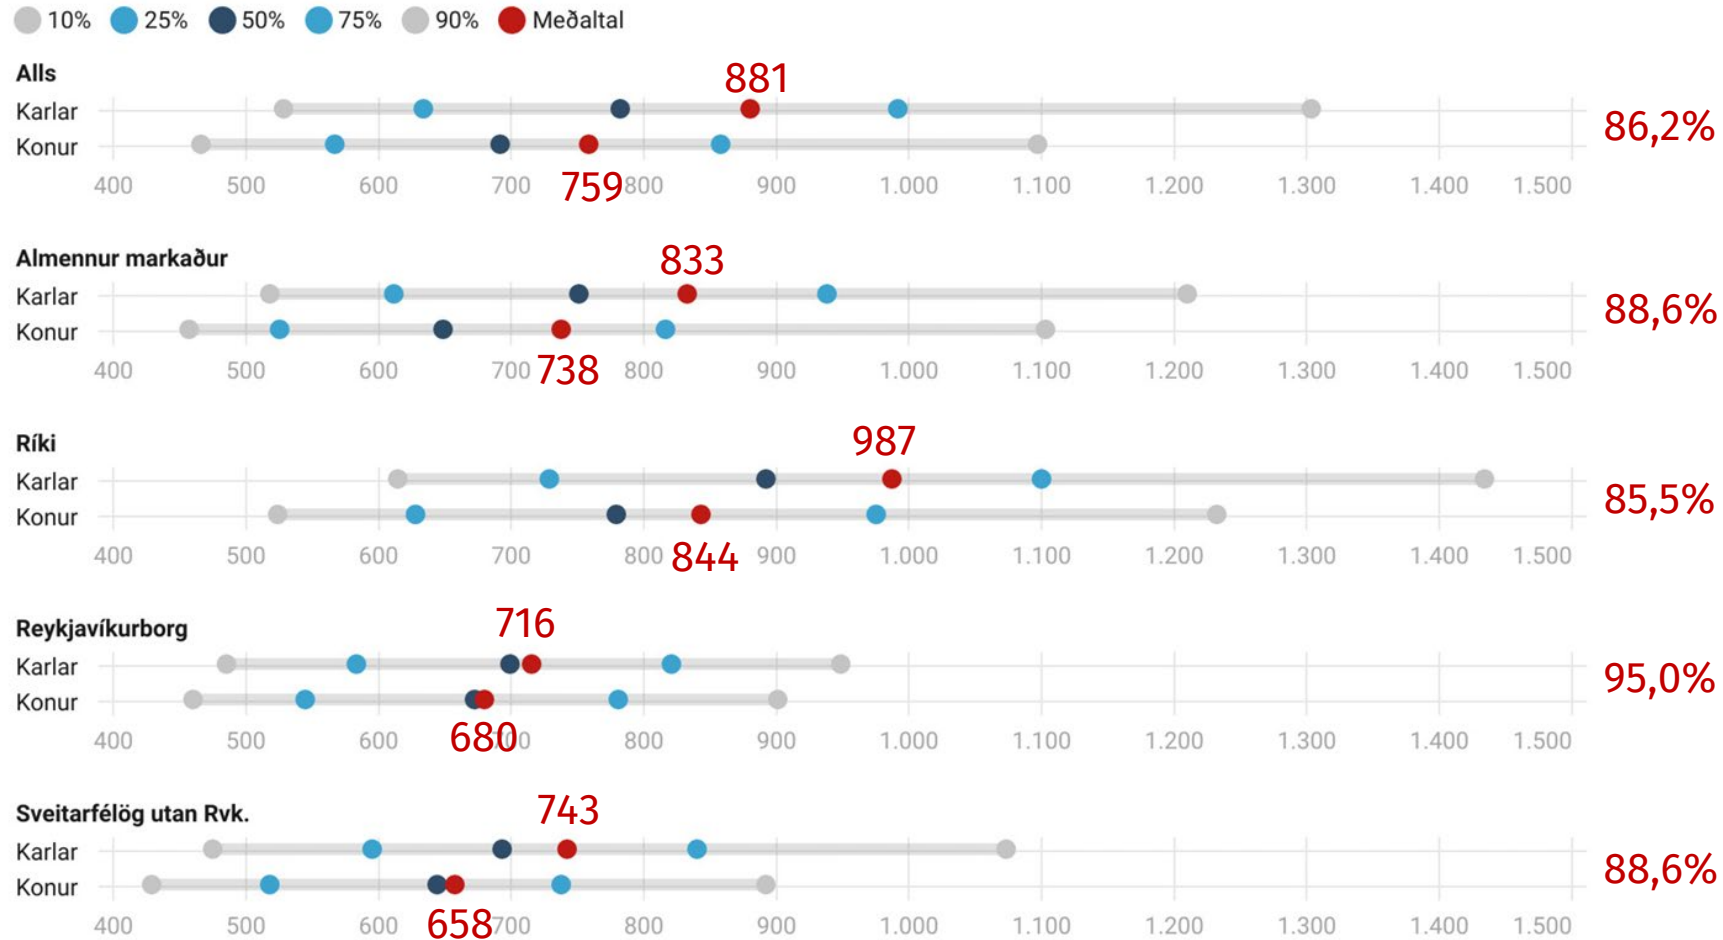 10% 25% 50% 75% 90% Meðaltal
Alls
881
Karlar
86,2%
Konur
400 500 600 700 800 900 1.000 1.100 1.200 1.300 1.400 1.500
759
Almennur markaður
833
Karlar
88,6%
Konur
400 500 600 700 800 900 1.000 1.100 1.200 1.300 1.400 1.500
738
Ríki
987
Karlar
85,5%
Konur
400 500 600 700 800 900 1.000 1.100 1.200 1.300 1.400 1.500
844
Reykjavíkurborg
716
Karlar
95,0%
Konur
400 500 600 700 800 900 1.000 1.100 1.200 1.300 1.400 1.500
680
Sveitarfélög utan Rvk.
743
Karlar
88,6%
Konur
400 500 600 700 800 900 1.000 1.100 1.200 1.300 1.400 1.500
658